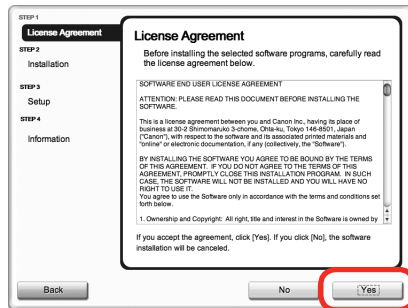 STEP 1
License Agreement
STEP 2
Installation
STEP 3
Setup
STEP 4
Information
License Agreement
Before installing the selected software programs, carefully read
the license agreement below.
SOFTWARE END USER LICENSE AGREEMENT
ATTENTION: PLEASE READ THIS DOCUMENT BEFORE INSTALLING THE
SOFTWARE.
This is a license agreement between you and Canon Inc., having its place of
business at 30-2 Shimomaruko 3-chome, Ohta-ku, Tokyo 146-8501, Japan
("Canon"), with respect to the software and its associated printed materials and
"online" or electronic documentation, if any (collectively, the "Software").
BY INSTALLING THE SOFTWARE YOU AGREE TO BE BOUND BY THE TERMS
OF THIS AGREEMENT. IF YOU DO NOT AGREE TO THE TERMS OF THIS
AGREEMENT, PROMPTLY CLOSE THIS INSTALLATION PROGRAM. IN SUCH
CASE, THE SOFTWARE WILL NOT BE INSTALLED AND YOU WILL HAVE NO
RIGHT TO USE IT.
You agree to use the Software only in accordance with the terms and conditions set
forth below.
1. Ownership and Copyright: All right, title and interest in the Software is owned by
If you accept the agreement, click [Yes]. If you click [No], the software
installation will be canceled.
Back
No
Yes